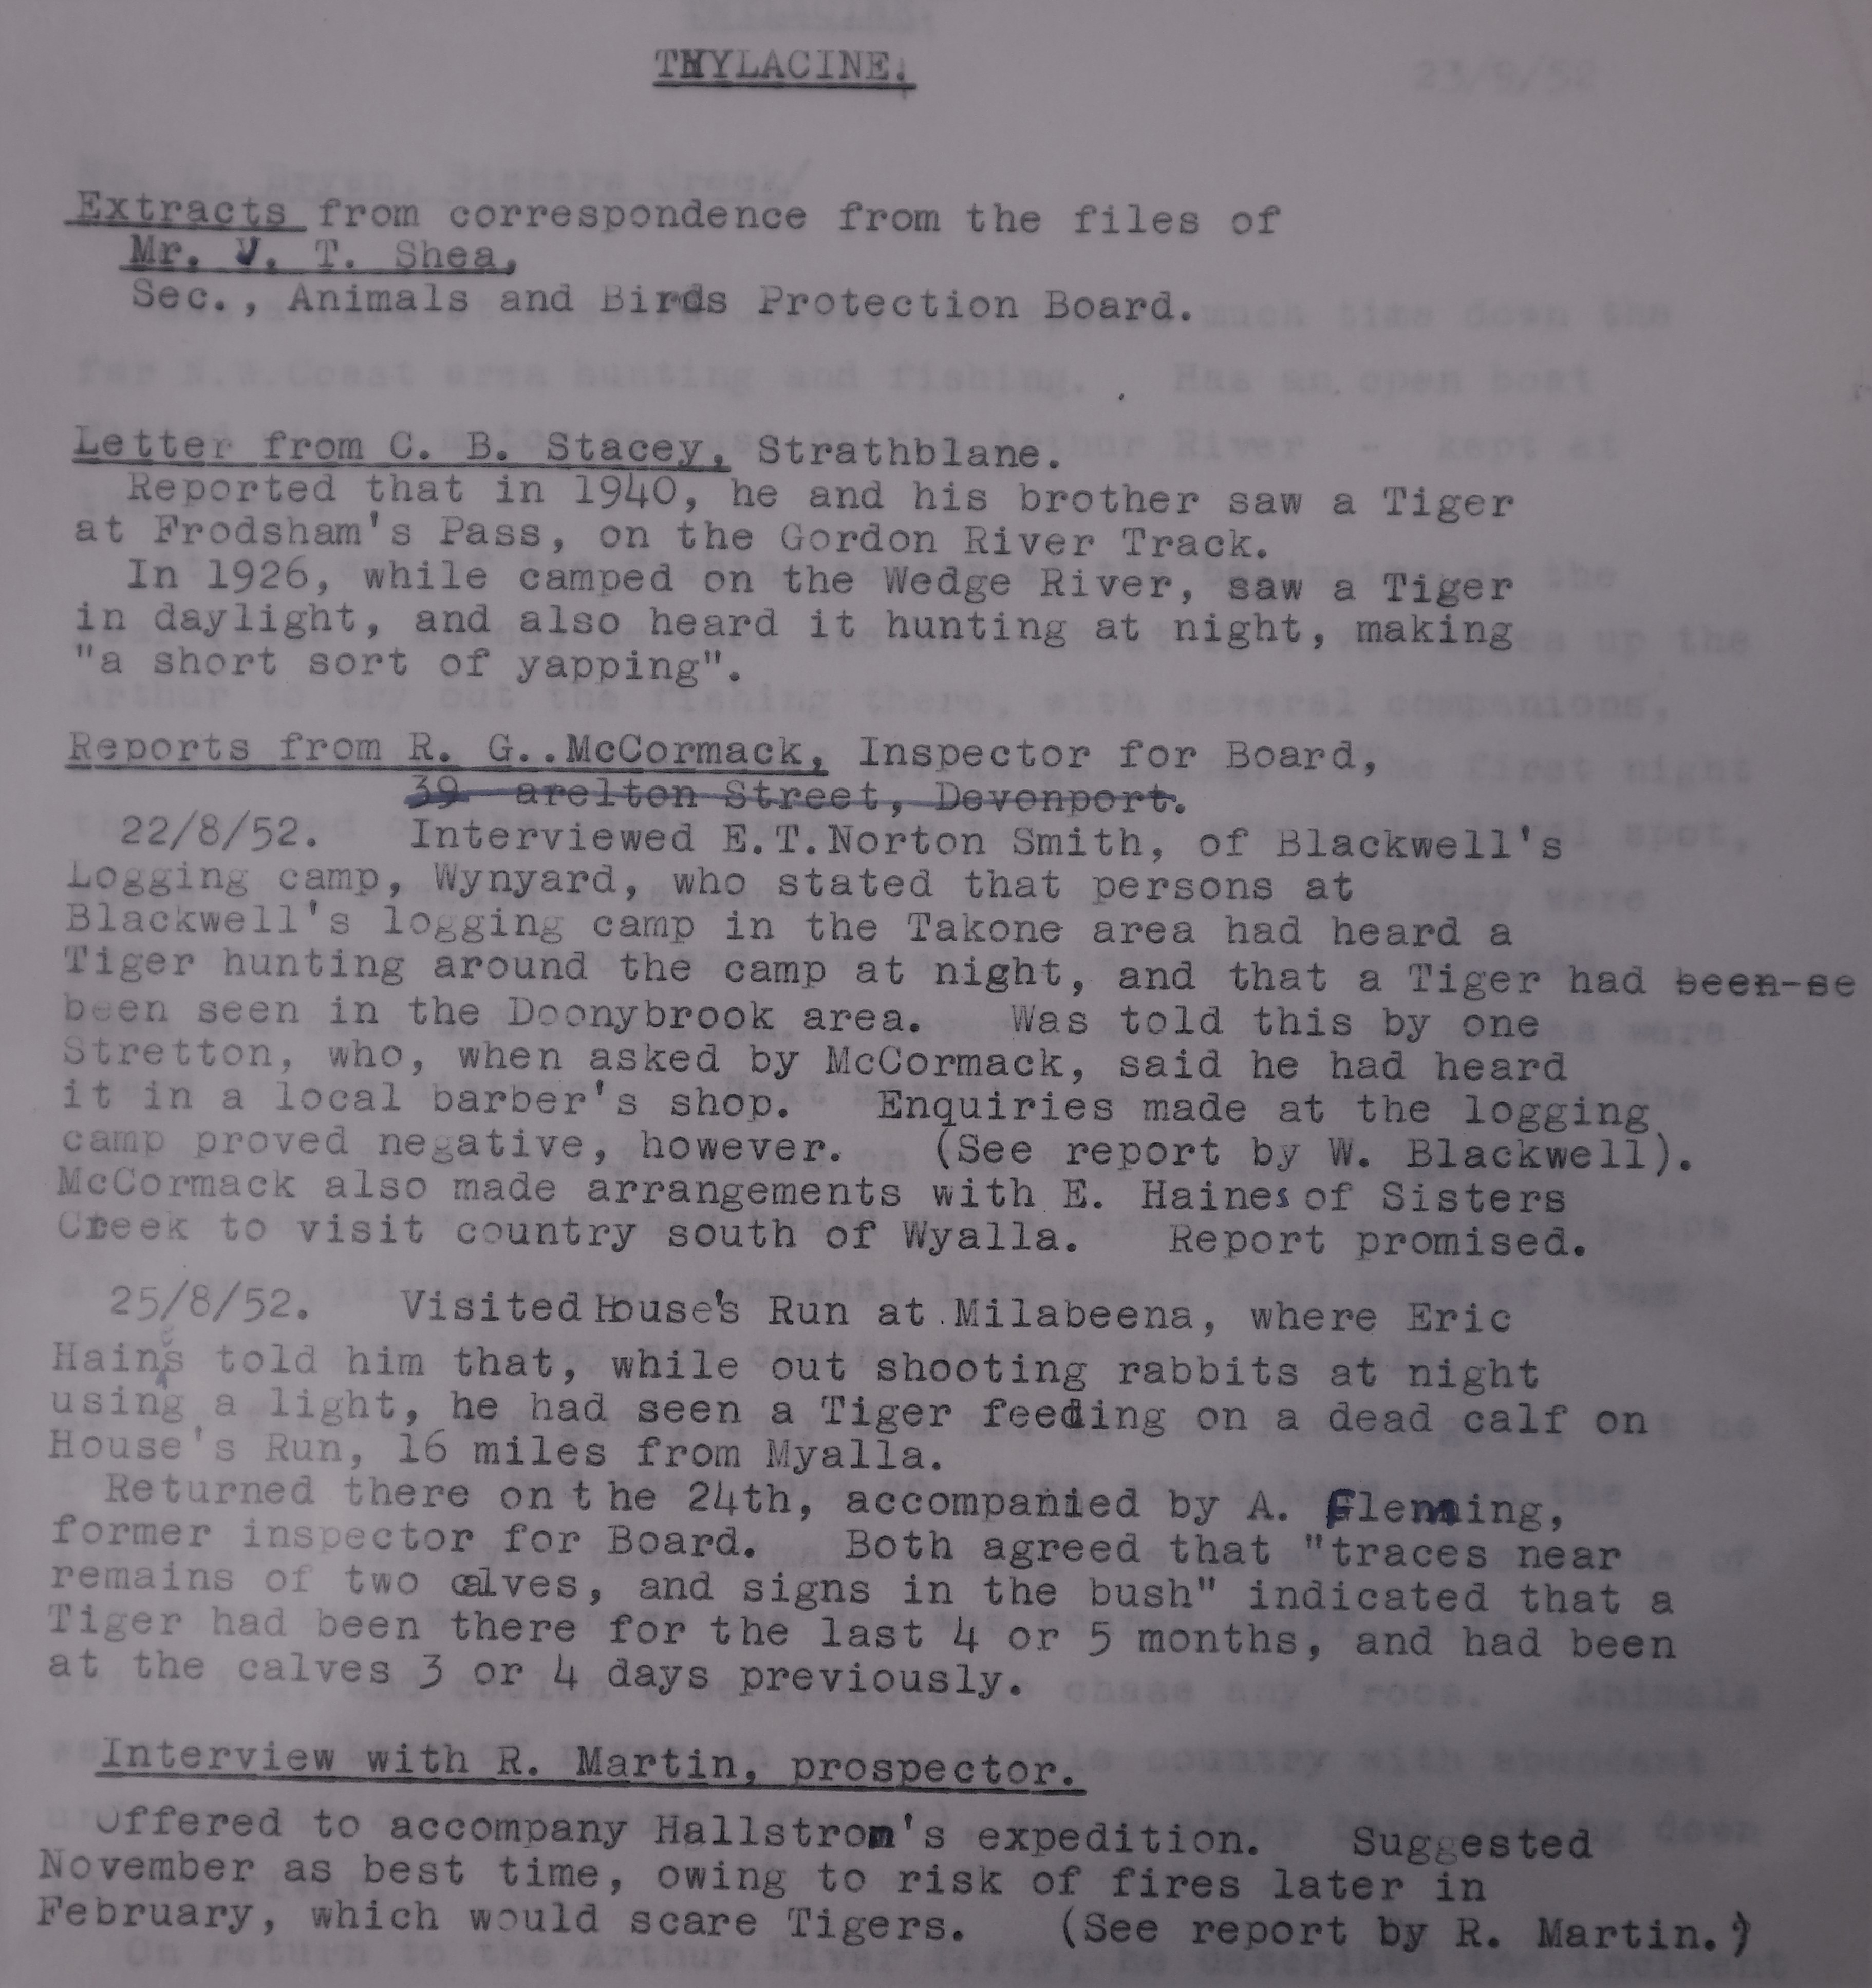 THYLACINE.
23/9/52
Extracts from correspondence from the files of
Mr. J. T. Shea,
Sec., Animals and Birds Protection Board.
Letter from C. B. Stacey, Strathblane.
Reported that in 1940, he and his brother saw a Tiger
at Frodsham's Pass, on the Gordon River Track.
In 1926, while camped on the Wedge River, saw a Tiger
in daylight, and also heard it hunting at night, making
"a short sort of yapping".
Reports from R. G..McCormack, Inspector for Board,
39 arelton Street, Devonport.
22/8/52. Interviewed E.T.Norton Smith, of Blackwell's
Logging camp, Wynyard, who stated that persons at
Blackwell's logging camp in the Takone area had heard a
Tiger hunting around the camp at night, and that a Tiger had been-se
been seen in the Doonybrook area. Was told this by one
Stretton, who, when asked by McCormack, said he had heard
it in a local barber's shop. Enquiries made at the logging
camp proved negative, however. (See report by W. Blackwell).
McCormack also made arrangements with E. Haines of Sisters
Creek to visit country south of Wyalla. Report promised.
25/8/52. Visited House's Run at Milabeena, where Eric
Haines told him that, while out shooting rabbits at night
using a light, he had seen a Tiger feeding on a dead calf on
House's Run, 16 miles from Myalla.
Returned there on t he 24th, accompanied by A. Flemming,
former inspector for Board. Both agreed that "traces near
remains of two calves, and signs in the bush" indicated that a
Tiger had been there for the last 4 or 5 months, and had been
at the calves 3 or 4 days previously.
Interview with R. Martin, prospector.
Offered to accompany Hallstrom's expedition. Suggested
November as best time, owing to risk of fires later in
February, which would scare Tigers. (See report by R. Martin.)